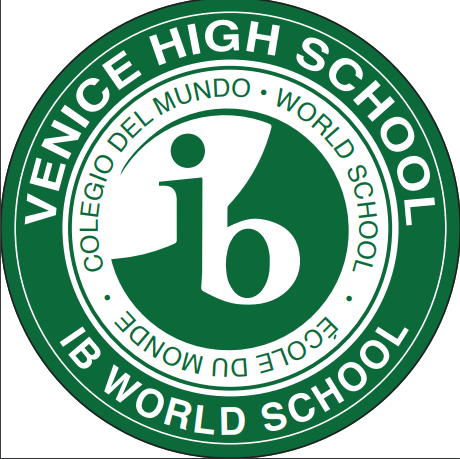 VENICE HIGH SCHOOL
COLEGIO DEL MUNDO • WORLD SCHOOL • ÉCOLE DU MONDE •
ib
IB WORLD SCHOOL